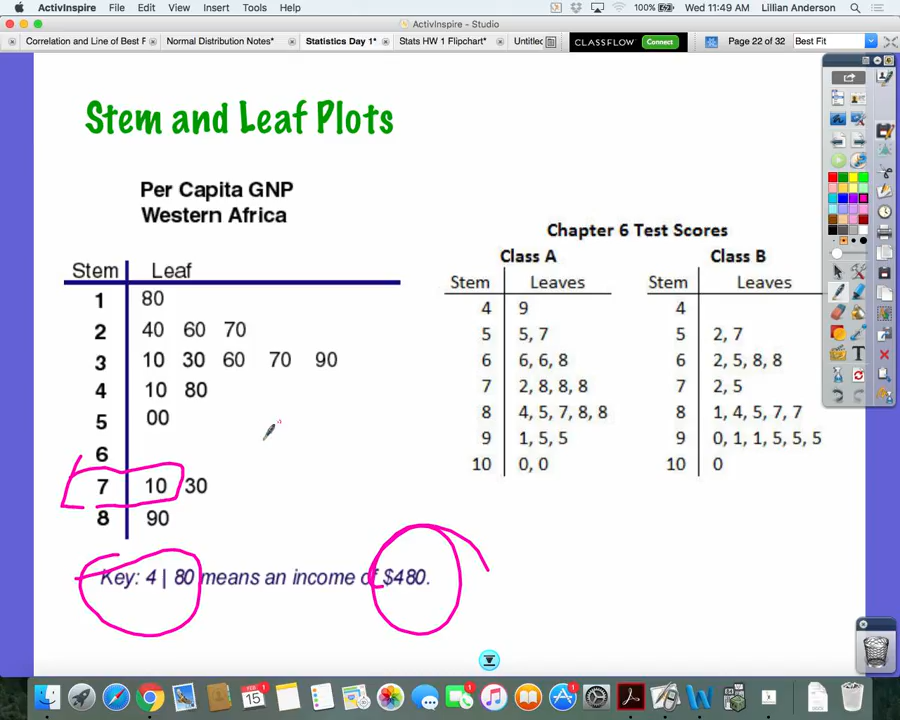 ActivInspire File Edit View Insert Tools Help 100% Wed 11:49 AM Lillian Anderson
ActivInspire - Studio
Correlation and Line of Best F Normal Distribution Notes* Statistics Day 1* Stats HW 1 Flipchart* Untitlec CLASSFLOW Connect Page 22 of 32 Best Fit
Stem and Leaf Plots
Per Capita GNP
Western Africa
Stem Leaf
1 80
2 40 60 70
3 10 30 60 70 90
4 10 80
5 00
6
7 10 30
8 90
Key: 4 | 80 means an income of $480.
Chapter 6 Test Scores
Class A
Stem Leaves
4 9
5 5, 7
6 6, 6, 8
7 2, 8, 8, 8
8 4, 5, 7, 8, 8
9 1, 5, 5
10 0, 0
Class B
Stem Leaves
4
5 2, 7
6 2, 5, 8, 8
7 2, 5
8 1, 4, 5, 7, 7
9 0, 1, 1, 5, 5, 5
10 0
T
FEB
15
1
1
1
W